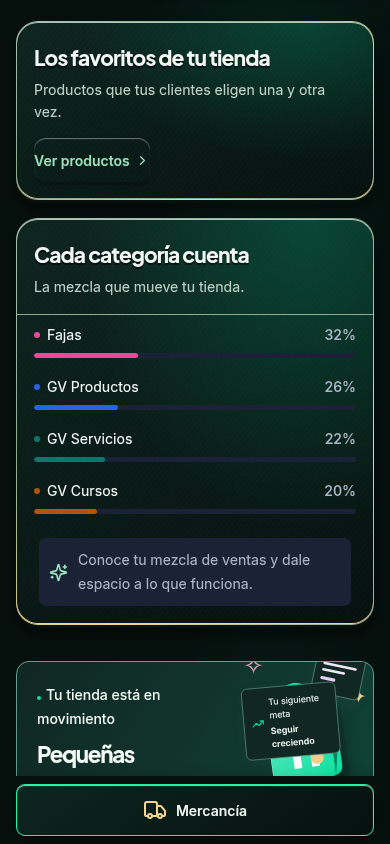 Los favoritos de tu tienda
Productos que tus clientes eligen una y otra
vez.
Ver productos
Cada categoría cuenta
La mezcla que mueve tu tienda.
Fajas 32%
GV Productos 26%
GV Servicios 22%
GV Cursos 20%
Conoce tu mezcla de ventas y dale
espacio a lo que funciona.
Tu tienda está en
movimiento
Pequeñas
Tu siguiente
meta
Seguir
creciendo
Mercancía